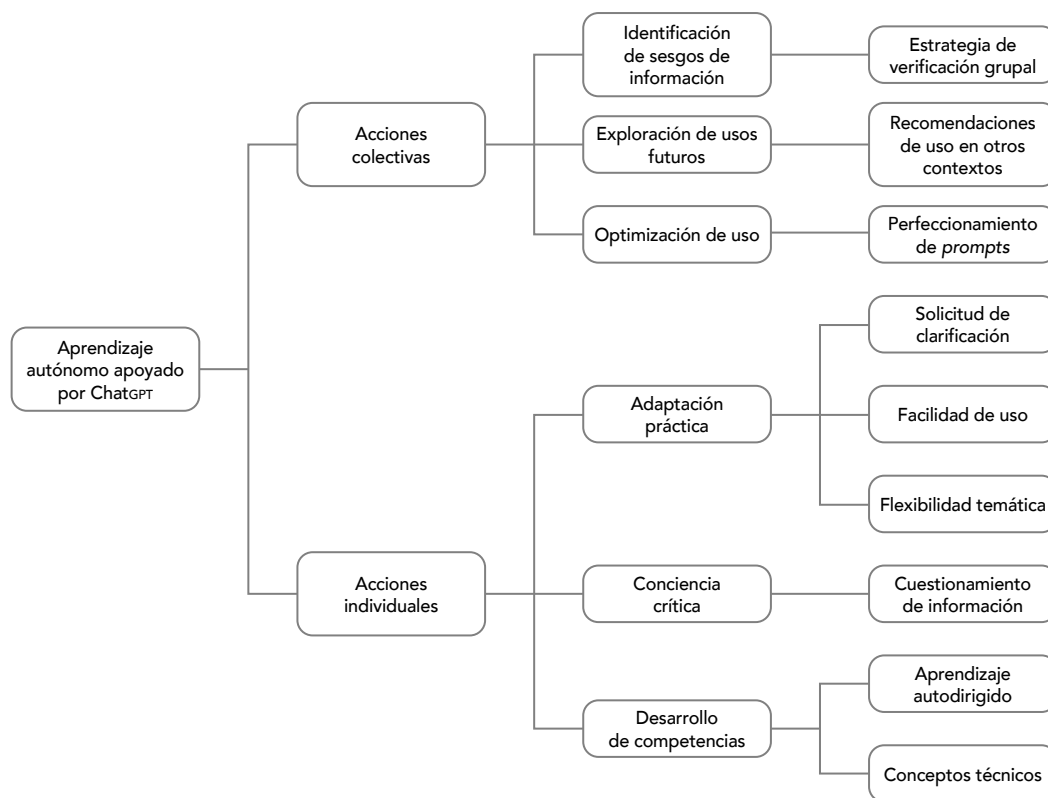 Identificación
de sesgos de
información
Estrategia de
verificación grupal
Acciones
colectivas
Exploración de usos
futuros
Recomendaciones
de uso en otros
contextos
Optimización de uso
Perfeccionamiento
de prompts
Aprendizaje
autónomo apoyado
por ChatGPT
Solicitud de
clarificación
Adaptación
práctica
Facilidad de uso
Flexibilidad temática
Acciones
individuales
Conciencia
crítica
Cuestionamiento
de información
Desarrollo
de competencias
Aprendizaje
autodirigido
Conceptos técnicos